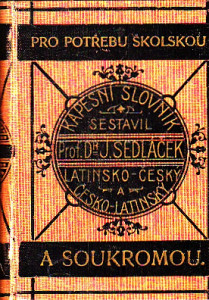 PRO POTŘEBU ŠKOLSKOU
KAPESNÍ SLOVNÍK
SESTAVIL
Prof. Dr. J. SEDLÁČEK
LATINSKO-ČESKÝ
A
ČESKO-LATINSKÝ
A SOUKROMOU.